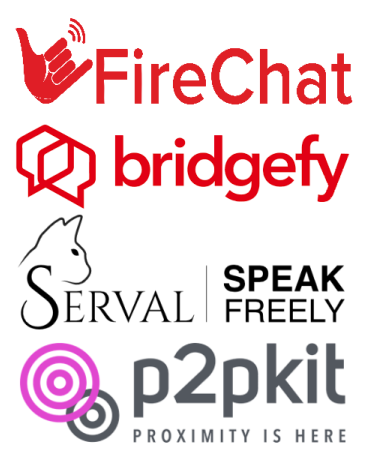 FireChat
bridgefy
SERVAL
SPEAK
FREELY
p2pkit
PROXIMITY IS HERE